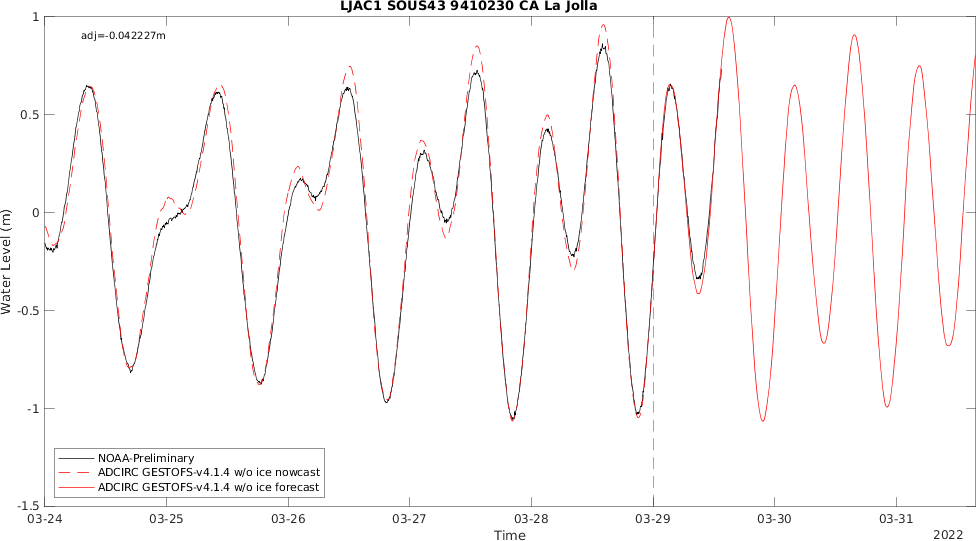 LJAC1 SOUS43 9410230 CA La Jolla
adj=-0.042227m
1
0.5
0
-0.5
-1
-1.5
Water Level (m)
NOAA-Preliminary
ADCIRC GESTOFS-v4.1.4 w/o ice nowcast
ADCIRC GESTOFS-v4.1.4 w/o ice forecast
03-24 03-25 03-26 03-27 03-28 03-29 03-30 03-31
Time
2022